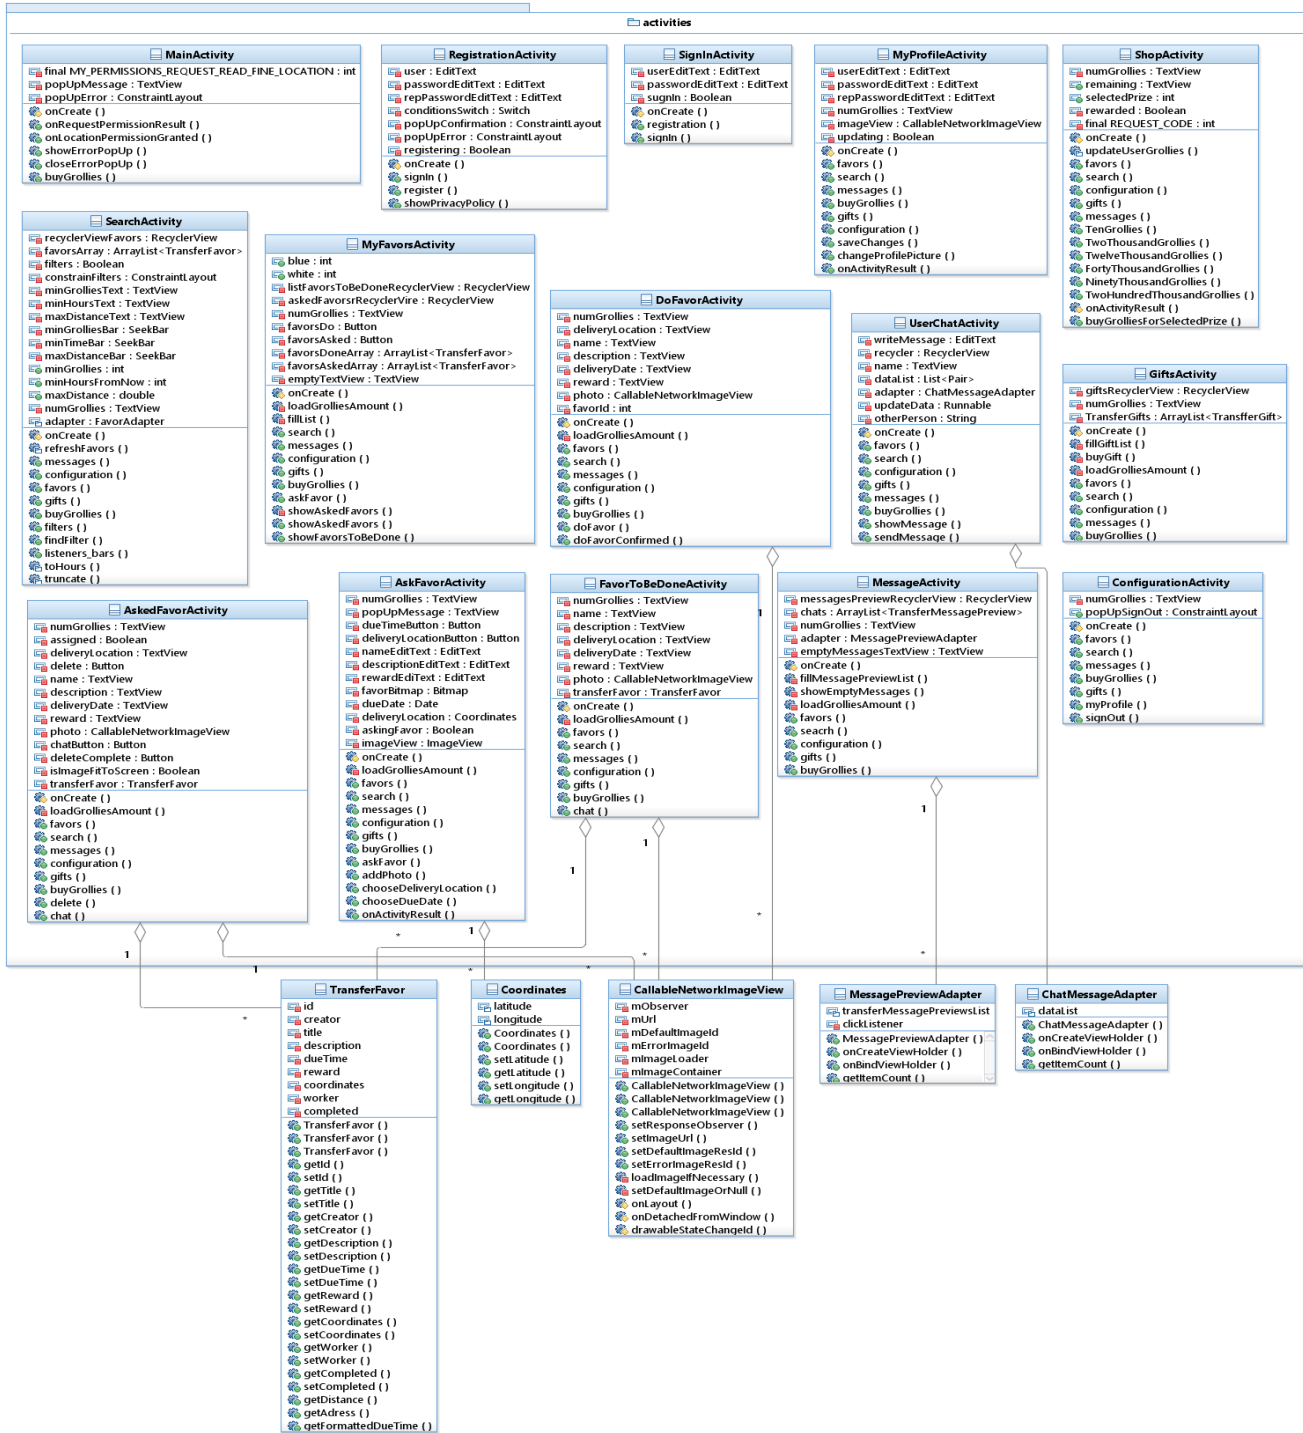 activities
MainActivity
final MY_PERMISSIONS_REQUEST_READ_FINE_LOCATION : int
popUpMessage : TextView
popUpError : ConstraintLayout
onCreate ( )
onRequestPermissionResult ( )
onLocationPermissionGranted ( )
showErrorPopUp ( )
closeErrorPopUp ( )
buyGrollies ( )
RegistrationActivity
user : EditText
passwordEditText : EditText
repPasswordEditText : EditText
conditionsSwitch : Switch
popUpConfirmation : ConstraintLayout
popUpError : ConstraintLayout
registering : Boolean
onCreate ( )
signIn ( )
register ( )
showPrivacyPolicy ( )
SignInActivity
userEditText : EditText
passwordEditText : EditText
sugnIn : Boolean
onCreate ( )
registration ( )
signIn ( )
MyProfileActivity
userEditText : EditText
passwordEditText : EditText
repPasswordEditText : EditText
numGrollies : TextView
imageView : CallableNetworkImageView
updating : Boolean
onCreate ( )
favors ( )
search ( )
messages ( )
buyGrollies ( )
gifts ( )
configuration ( )
saveChanges ( )
changeProfilePicture ( )
onActivityResult ( )
ShopActivity
numGrollies : TextView
remaining : TextView
selectedPrize : int
rewarded : Boolean
final REQUEST_CODE : int
onCreate ( )
updateUserGrollies ( )
favors ( )
search ( )
configuration ( )
gifts ( )
messages ( )
TenGrollies ( )
TwoThousandGrollies ( )
TwelveThousandGrollies ( )
FortyThousandGrollies ( )
NinetyThousandGrollies ( )
TwoHundredThousandGrollies ( )
onActivityResult ( )
buyGrolliesForSelectedPrize ( )
SearchActivity
recyclerViewFavors : RecyclerView
favorsArray : ArrayList<TransferFavor>
filters : Boolean
constrainFilters : ConstraintLayout
minGrolliesText : TextView
minHoursText : TextView
maxDistanceText : TextView
minGrolliesBar : SeekBar
minTimeBar : SeekBar
maxDistanceBar : SeekBar
minGrollies : int
minHoursFromNow : int
maxDistance : double
numGrollies : TextView
adapter : FavorAdapter
onCreate ( )
refreshFavors ( )
messages ( )
configuration ( )
favors ( )
gifts ( )
buyGrollies ( )
filters ( )
findFilter ( )
listeners_bars ( )
toHours ( )
truncate ( )
MyFavorsActivity
blue : int
white : int
listFavorsToBeDoneRecyclerView : RecyclerView
askedFavorsrRecyclerVire : RecyclerView
numGrollies : TextView
favorsDo : Button
favorsAsked : Button
favorsDoneArray : ArrayList<TransferFavor>
favorsAskedArray : ArrayList<TransferFavor>
emptyTextView : TextView
onCreate ( )
loadGrolliesAmount ( )
fillList ( )
search ( )
messages ( )
configuration ( )
gifts ( )
buyGrollies ( )
askFavor ( )
showAskedFavors ( )
showAskedFavors ( )
showFavorsToBeDone ( )
DoFavorActivity
numGrollies : TextView
deliveryLocation : TextView
name : TextView
description : TextView
deliveryDate : TextView
reward : TextView
photo : CallableNetworkImageView
favorId : int
onCreate ( )
loadGrolliesAmount ( )
favors ( )
search ( )
messages ( )
configuration ( )
gifts ( )
buyGrollies ( )
doFavor ( )
doFavorConfirmed ( )
UserChatActivity
writeMessage : EditText
recycler : RecyclerView
name : TextView
dataList : List<Pair>
adapter : ChatMessageAdapter
updateData : Runnable
otherPerson : String
onCreate ( )
favors ( )
search ( )
configuration ( )
gifts ( )
messages ( )
buyGrollies ( )
showMessage ( )
sendMessage ( )
GiftsActivity
giftsRecyclerView : RecyclerView
numGrollies : TextView
TransferGifts : ArrayList<TransfferGift>
onCreate ( )
fillGiftList ( )
buyGift ( )
loadGrolliesAmount ( )
favors ( )
search ( )
configuration ( )
messages ( )
buyGrollies ( )
AskedFavorActivity
numGrollies : TextView
assigned : Boolean
deliveryLocation : TextView
delete : Button
name : TextView
description : TextView
deliveryDate : TextView
reward : TextView
photo : CallableNetworkImageView
chatButton : Button
deleteComplete : Button
isImageFitToScreen : Boolean
transferFavor : TransferFavor
onCreate ( )
loadGrolliesAmount ( )
favors ( )
search ( )
messages ( )
configuration ( )
gifts ( )
buyGrollies ( )
delete ( )
chat ( )
AskFavorActivity
numGrollies : TextView
popUpMessage : TextView
dueTimeButton : Button
deliveryLocationButton : Button
nameEditText : EditText
descriptionEditText : EditText
rewardEdiText : EditText
favorBitmap : Bitmap
dueDate : Date
deliveryLocation : Coordinates
askingFavor : Boolean
imageView : ImageView
onCreate ( )
loadGrolliesAmount ( )
favors ( )
search ( )
messages ( )
configuration ( )
gifts ( )
buyGrollies ( )
askFavor ( )
addPhoto ( )
chooseDeliveryLocation ( )
chooseDueDate ( )
onActivityResult ( )
FavorToBeDoneActivity
numGrollies : TextView
name : TextView
description : TextView
deliveryLocation : TextView
deliveryDate : TextView
reward : TextView
photo : CallableNetworkImageView
transferFavor : TransferFavor
onCreate ( )
loadGrolliesAmount ( )
favors ( )
search ( )
messages ( )
configuration ( )
gifts ( )
buyGrollies ( )
chat ( )
MessageActivity
messagesPreviewRecyclerView : RecyclerView
chats : ArrayList<TransferMessagePreview>
numGrollies : TextView
adapter : MessagePreviewAdapter
emptyMessagesTextView : TextView
onCreate ( )
fillMessagePreviewList ( )
showEmptyMessages ( )
loadGrolliesAmount ( )
favors ( )
seacrh ( )
configuration ( )
gifts ( )
buyGrollies ( )
ConfigurationActivity
numGrollies : TextView
popUpSignOut : ConstraintLayout
onCreate ( )
favors ( )
search ( )
messages ( )
buyGrollies ( )
gifts ( )
myProfile ( )
signOut ( )
1
1
1
1
1
1
1
*
*
*
*
*
*
*
TransferFavor
id
creator
title
description
dueTime
reward
coordinates
worker
completed
TransferFavor ( )
TransferFavor ( )
TransferFavor ( )
getId ( )
setId ( )
getTitle ( )
setTitle ( )
getCreator ( )
setCreator ( )
getDescription ( )
setDescription ( )
getDueTime ( )
setDueTime ( )
getReward ( )
setReward ( )
getCoordinates ( )
setCoordinates ( )
getWorker ( )
setWorker ( )
getCompleted ( )
setCompleted ( )
getDistance ( )
getAdress ( )
getFormattedDueTime ( )
Coordinates
latitude
longitude
Coordinates ( )
Coordinates ( )
setLatitude ( )
getLatitude ( )
setLongitude ( )
getLongitude ( )
CallableNetworkImageView
mObserver
mUrl
mDefaultImageId
mErrorImageId
mImageLoader
mImageContainer
CallableNetworkImageView ( )
CallableNetworkImageView ( )
CallableNetworkImageView ( )
setResponseObserver ( )
setImageUrl ( )
setDefaultImageResId ( )
setErrorImageResId ( )
loadImageIfNecessary ( )
setDefaultImageOrNull ( )
onLayout ( )
onDetachedFromWindow ( )
drawableStateChangeId ( )
MessagePreviewAdapter
transferMessagePreviewsList
clickListener
MessagePreviewAdapter ( )
onCreateViewHolder ( )
onBindViewHolder ( )
getItemCount ( )
ChatMessageAdapter
dataList
ChatMessageAdapter ( )
onCreateViewHolder ( )
onBindViewHolder ( )
getItemCount ( )